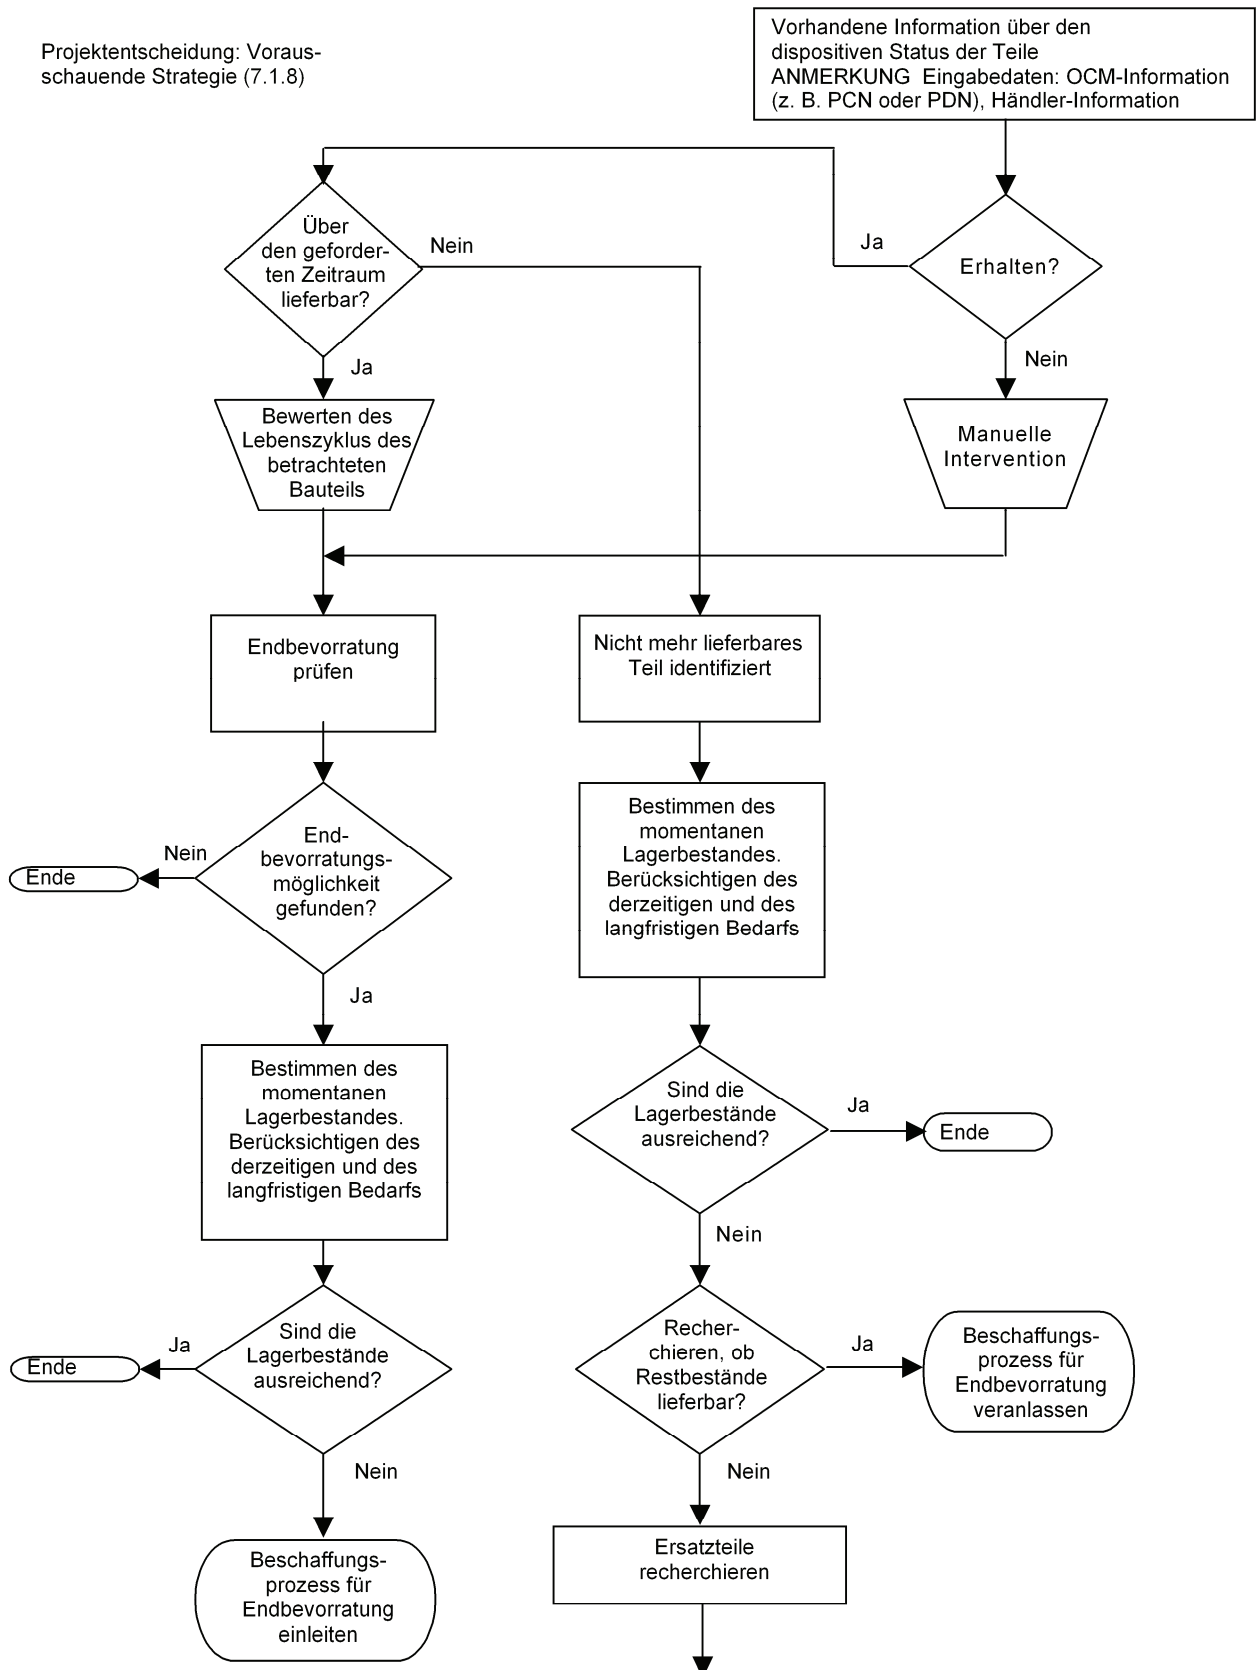 Projektentscheidung: Voraus-
schauende Strategie (7.1.8)
Vorhandene Information über den
dispositiven Status der Teile
ANMERKUNG Eingabedaten: OCM-Information
(z. B. PCN oder PDN), Händler-Information
Erhalten?
Ja
Nein
Manuelle
Intervention
Über
den geforder-
ten Zeitraum
lieferbar?
Nein
Ja
Bewerten des
Lebenszyklus des
betrachteten
Bauteils
Endbevorratung
prüfen
End-
bevorratungs-
möglichkeit
gefunden?
Nein
Ende
Ja
Bestimmen des
momentanen
Lagerbestandes.
Berücksichtigen des
derzeitigen und des
langfristigen Bedarfs
Sind die
Lagerbestände
ausreichend?
Ja
Ende
Nein
Beschaffungs-
prozess für
Endbevorratung
einleiten
Nicht mehr lieferbares
Teil identifiziert
Bestimmen des
momentanen
Lagerbestandes.
Berücksichtigen des
derzeitigen und des
langfristigen Bedarfs
Sind die
Lagerbestände
ausreichend?
Ja
Ende
Nein
Recher-
chieren, ob
Restbestände
lieferbar?
Ja
Beschaffungs-
prozess für
Endbevorratung
veranlassen
Nein
Ersatzteile
recherchieren